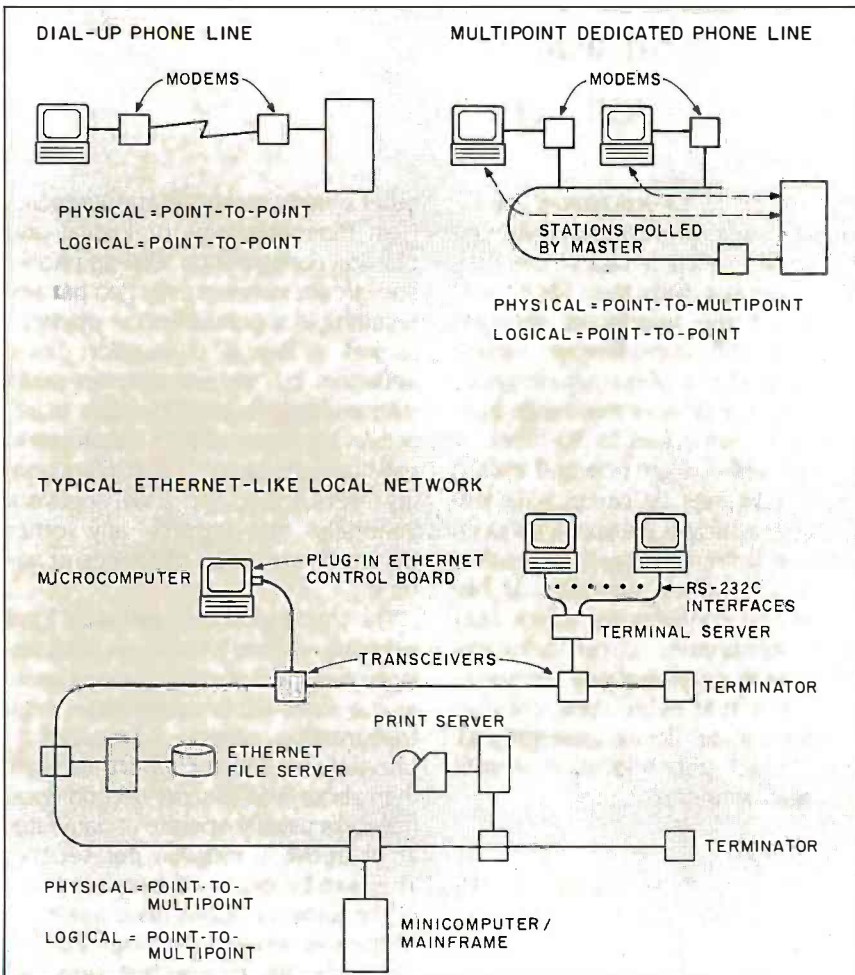 DIAL-UP PHONE LINE
MODEMS
PHYSICAL = POINT-TO-POINT
LOGICAL = POINT-TO-POINT
MULTIPOINT DEDICATED PHONE LINE
MODEMS
STATIONS POLLED
BY MASTER
PHYSICAL = POINT-TO-MULTIPOINT
LOGICAL = POINT-TO-POINT
TYPICAL ETHERNET-LIKE LOCAL NETWORK
MICROCOMPUTER
PLUG-IN ETHERNET
CONTROL BOARD
RS-232C
INTERFACES
TERMINAL SERVER
TRANSCEIVERS
TERMINATOR
PRINT SERVER
ETHERNET
FILE SERVER
TERMINATOR
PHYSICAL = POINT-TO-
MULTIPOINT
LOGICAL = POINT-TO-
MULTIPOINT
MINICOMPUTER/
MAINFRAME